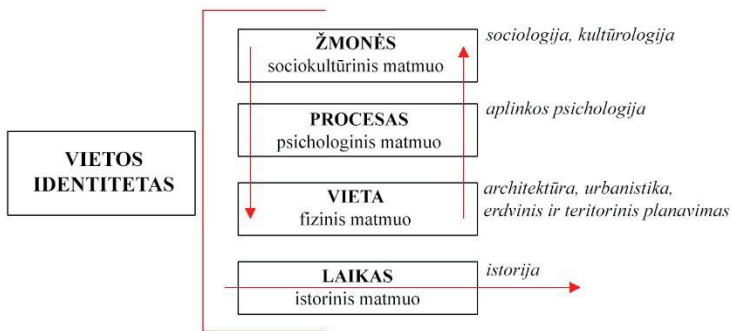 VIETOS
IDENTITETAS
ŽMONĖS
sociokultūrinis matmuo
sociologija, kultūrologija
PROCESAS
psichologinis matmuo
aplinkos psichologija
VIETA
fizinis matmuo
architektūra, urbanistika,
erdvinis ir teritorinis planavimas
LAIKAS
istorinis matmuo
istorija